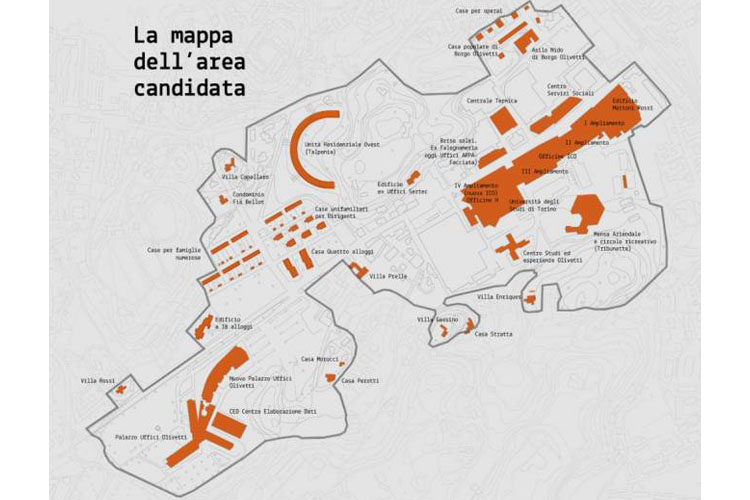 La mappa
dell'area
candidata
Case per operai
Casa popolare di
Borgo Olivetti
Asilo Nido
di Borgo Olivetti
Centro
Servizi Sociali
Centrale Termica
Edificio
Mattoni Rossi
I Ampliamento
II Ampliamento
Officine ICO
III Ampliamento
Unità Residenziale Ovest
(Talponia)
Ex Falegnameria
oggi Uffici ARPA-
Facciata)
Villa Capellaro
Edificio
ex Uffici Sertec
IV Ampliamento
(nuova ICO)
Officine H
Condominio
Fiò Bellot
Università degli
Studi di Torino
Case unifamiliari
per Dirigenti
Mensa Aziendale
e circolo ricreativo
(Tribunette)
Case per famiglie
numerose
Casa Quattro alloggi
Centro Studi ed
esperienze Olivetti
Villa Prelle
Villa Enriques
Edificio
a 18 alloggi
Villa Gassino
Casa Stratta
Casa Morucci
Villa Rossi
Nuovo Palazzo Uffici
Olivetti
Casa Perotti
CED Centro Elaborazione Dati
Palazzo Uffici Olivetti